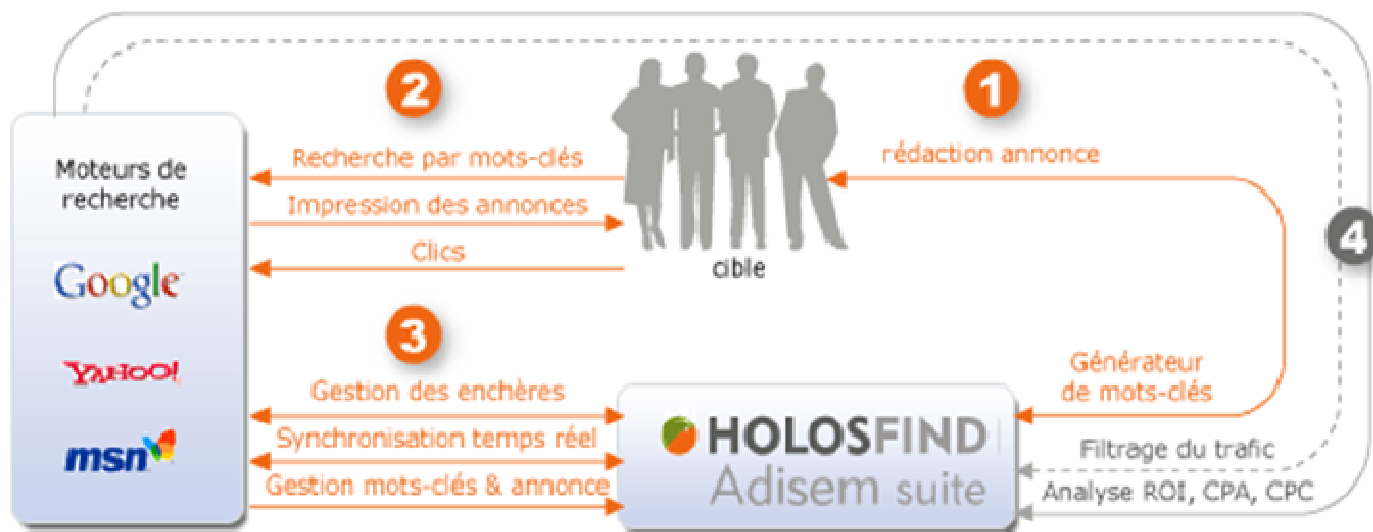 2
1
Recherche par mots-clés
rédaction annonce
Moteurs de
recherche
Impression des annonces
4
Clics
cible
Google
3
YAHOO!
Générateur
de mots-clés
Gestion des enchères
Synchronisation temps réel
HOLOSFIND
msn
Filtrage du trafic
Gestion mots-clés & annonce
Adisem suite
Analyse ROI, CPA, CPC